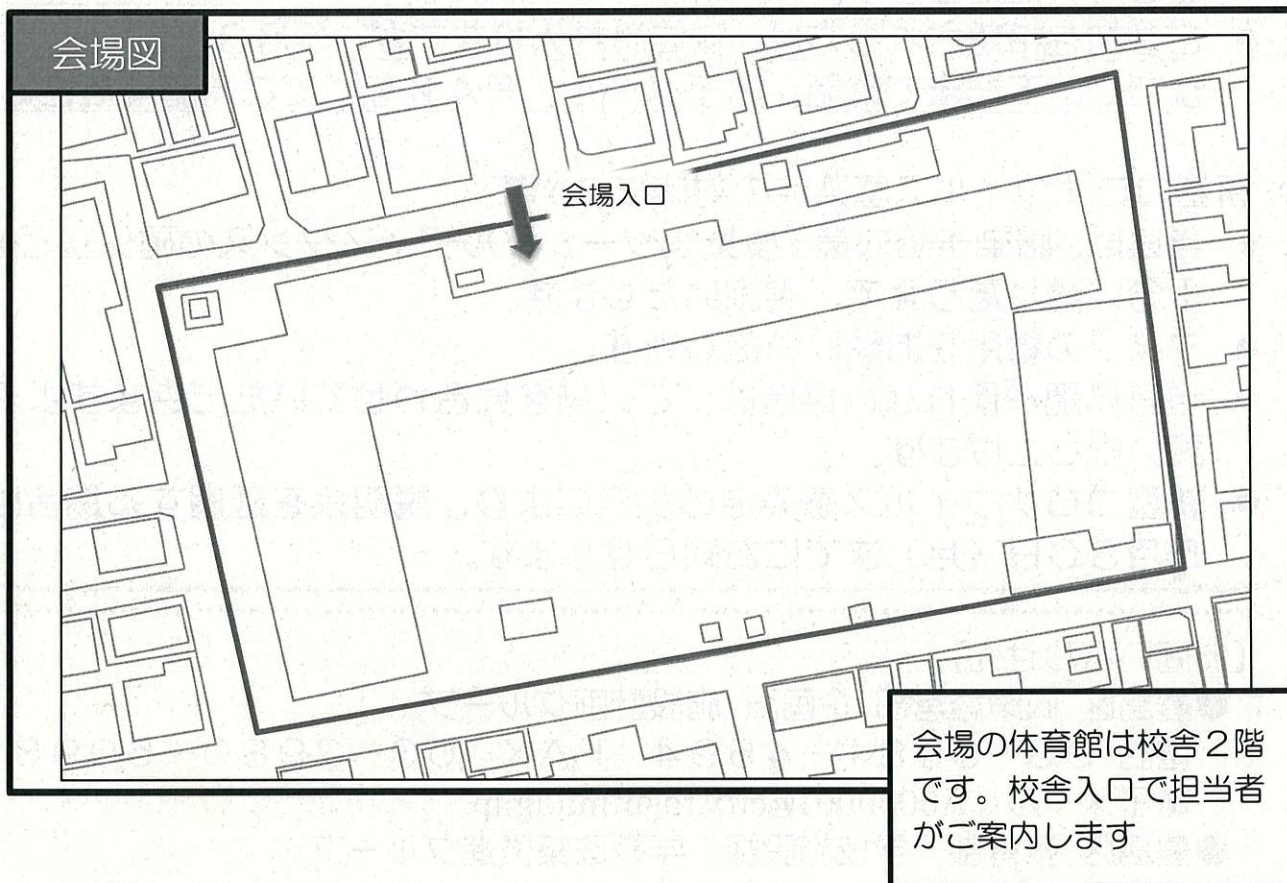 会場図
会場入口
会場の体育館は校舎2階
です。校舎入口で担当者
がご案内します